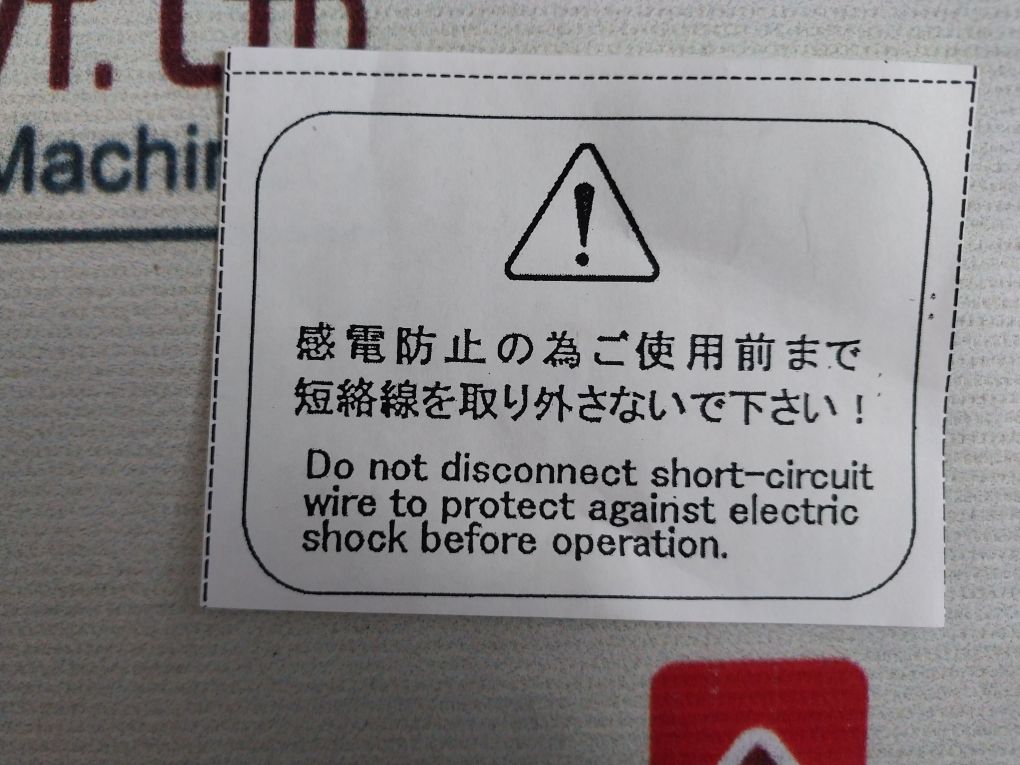 Ltd
Machin
感電防止の為ご使用前まで
短絡線を取り外さないで下さい！
Do not disconnect short-circuit
wire to protect against electric
shock before operation.